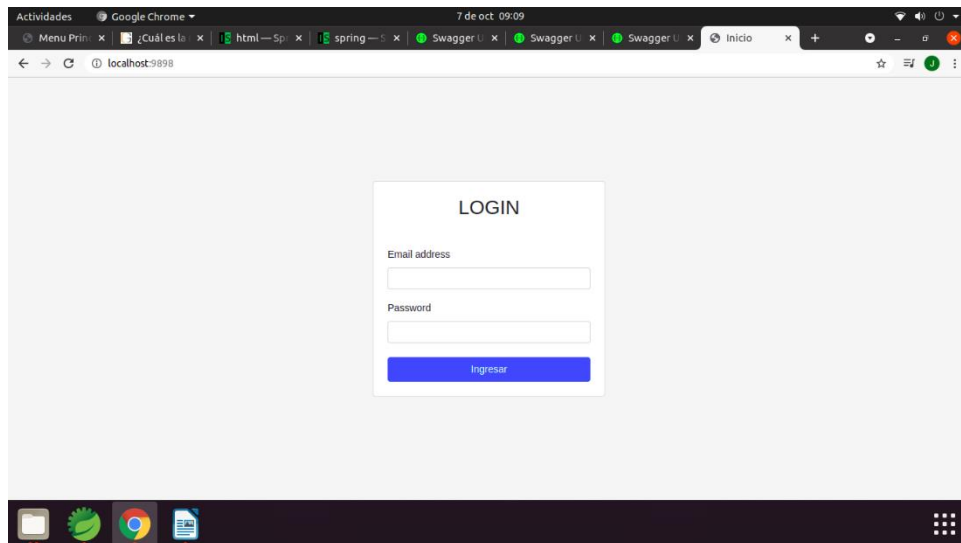 Actividades Google Chrome 7 de oct 09:09
Menu Prin ¿Cuál es la html — Sp spring — S Swagger U Swagger U Swagger U Inicio
localhost:9898 J
LOGIN
Email address
Password
Ingresar